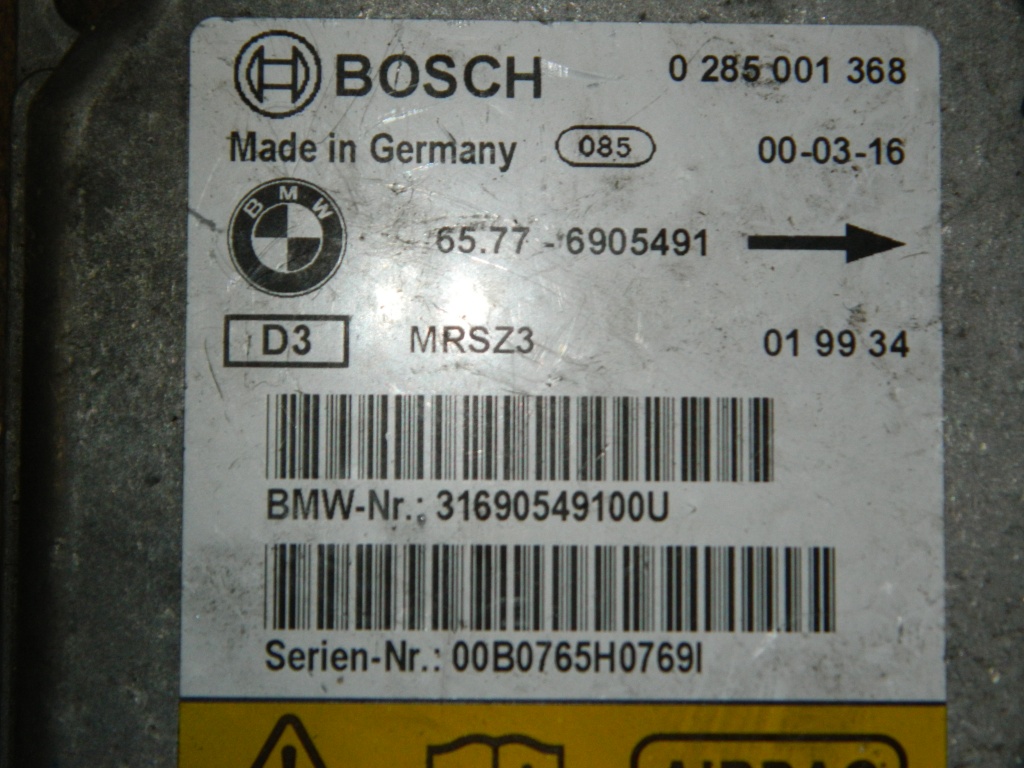 BOSCH 0 285 001 368
Made in Germany 085 00-03-16
BMW 65.77 - 6905491
D3 MRSZ3 01 99 34
BMW-Nr.: 31690549100U
Serien-Nr.: 00B0765H0769I
AIRBAG